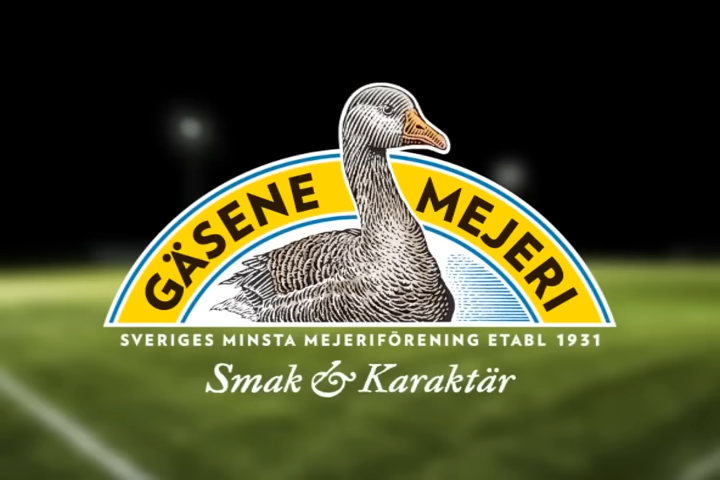 GÄSENE MEJERI
SVERIGES MINSTA MEJERIFÖRENING ETABL 1931
Smak & Karaktär